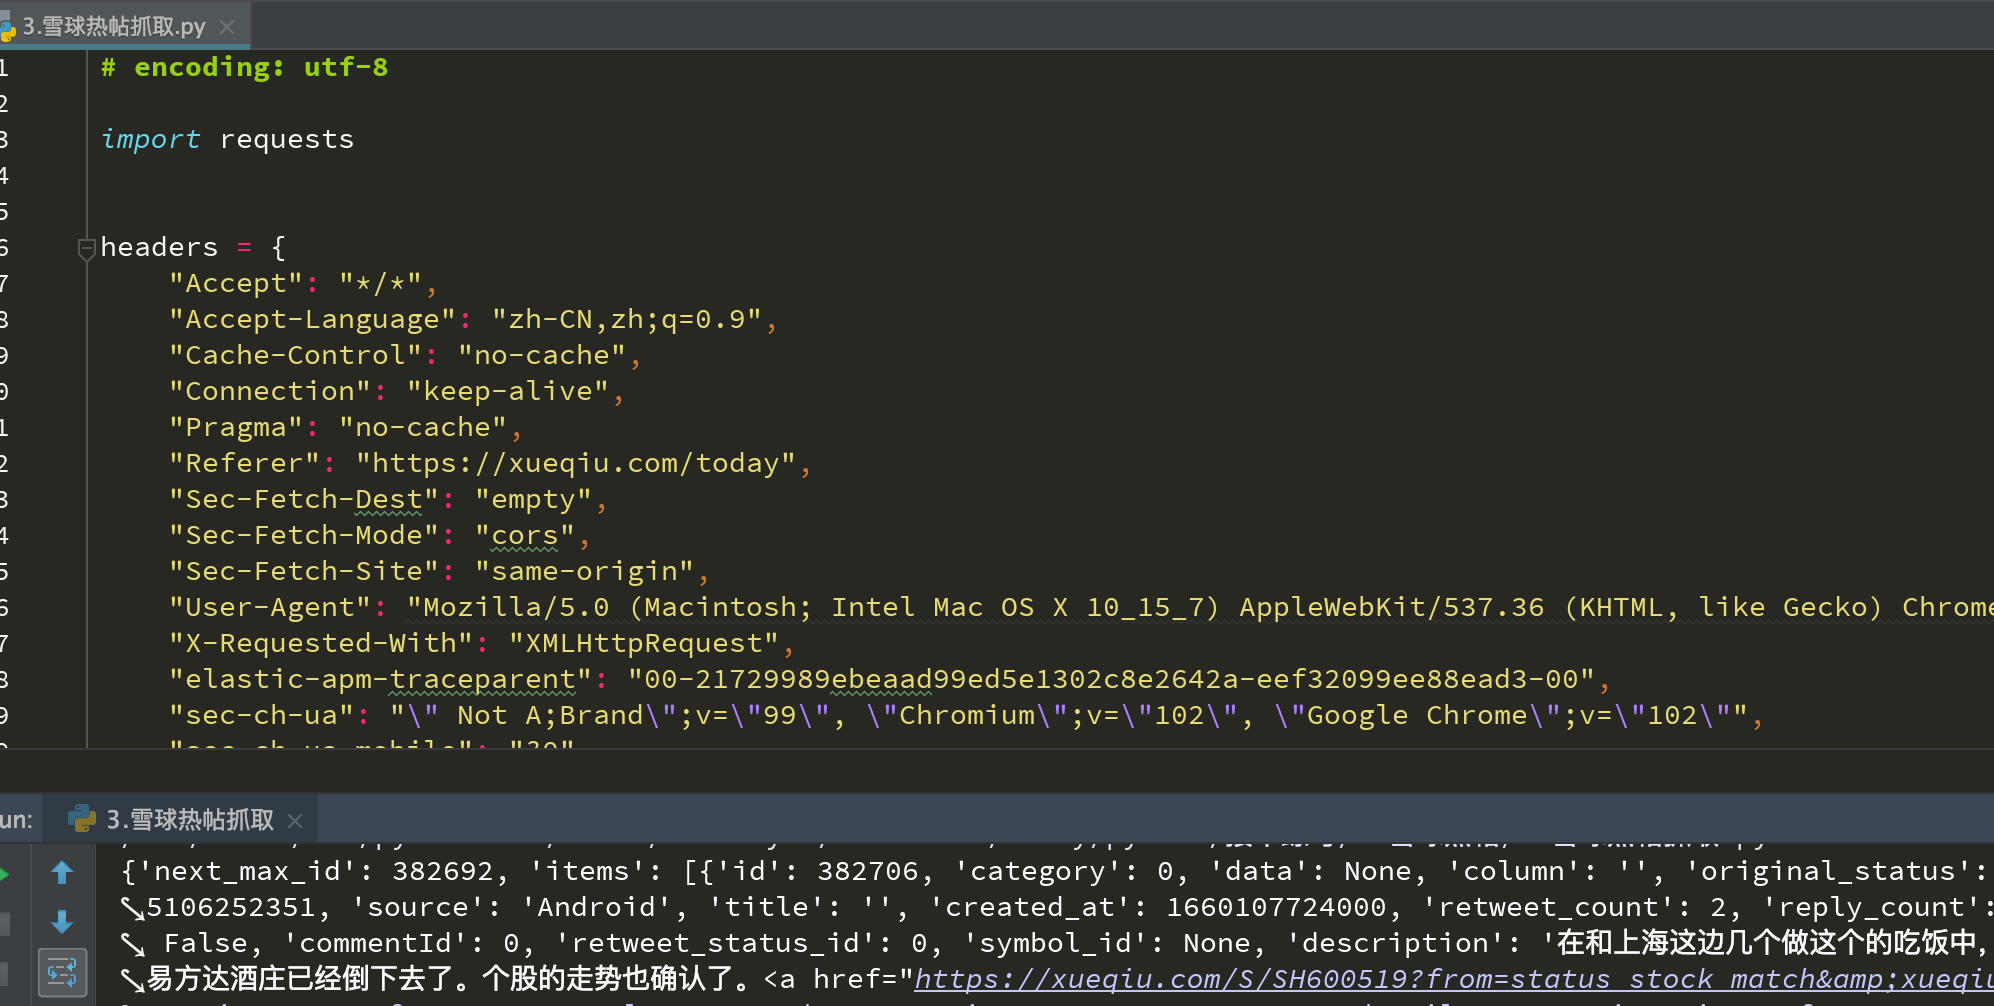 3.雪球热帖抓取.py
1 # encoding: utf-8
2
3 import requests
4
5
6 headers = {
7 "Accept": "*/*",
8 "Accept-Language": "zh-CN,zh;q=0.9",
9 "Cache-Control": "no-cache",
0 "Connection": "keep-alive",
1 "Pragma": "no-cache",
2 "Referer": "https://xueqiu.com/today",
3 "Sec-Fetch-Dest": "empty",
4 "Sec-Fetch-Mode": "cors",
5 "Sec-Fetch-Site": "same-origin",
6 "User-Agent": "Mozilla/5.0 (Macintosh; Intel Mac OS X 10_15_7) AppleWebKit/537.36 (KHTML, like Gecko) Chrome
7 "X-Requested-With": "XMLHttpRequest",
8 "elastic-apm-traceparent": "00-21729989ebeaad99ed5e1302c8e2642a-eef32099ee88ead3-00",
9 "sec-ch-ua": "\" Not A;Brand\";v=\"99\", \"Chromium\";v=\"102\", \"Google Chrome\";v=\"102\"",
"sec-ch-ua-mobile":
un: 3.雪球热帖抓取
{'next_max_id': 382692, 'items': [{'id': 382706, 'category': 0, 'data': None, 'column': '', 'original_status':
5106252351, 'source': 'Android', 'title': '', 'created_at': 1660107724000, 'retweet_count': 2, 'reply_count':
False, 'commentId': 0, 'retweet_status_id': 0, 'symbol_id': None, 'description': '在和上海这边几个做这个的吃饭中,
易方达酒庄已经倒下去了。个股的走势也确认了。<a href="https://xueqiu.com/S/SH600519?from=status_stock_match&amp;xueqiu